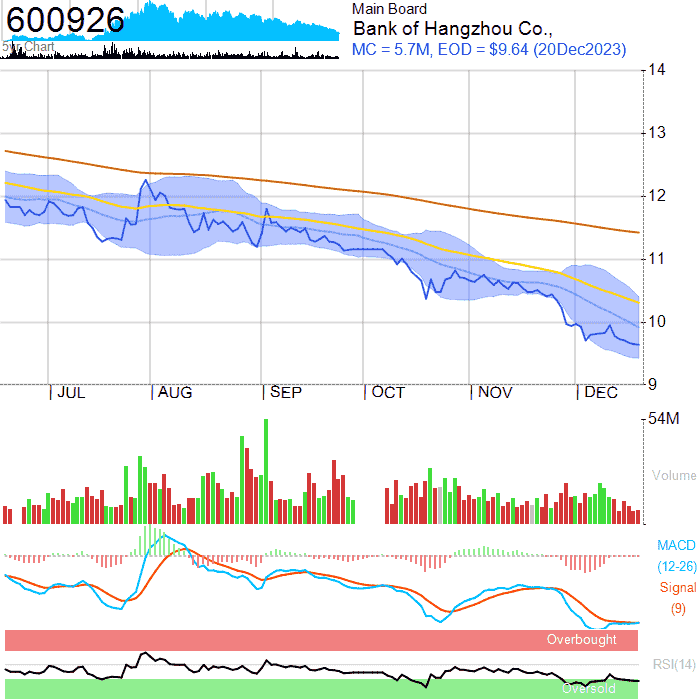 600926
5yr Chart
Main Board
Bank of Hangzhou Co.,
MC = 5.7M, EOD = $9.64 (20Dec2023)
14
13
12
11
10
9
JUL
AUG
SEP
OCT
NOV
DEC
54M
Volume
MACD
(12-26)
Signal
(9)
Overbought
RSI(14)
Oversold